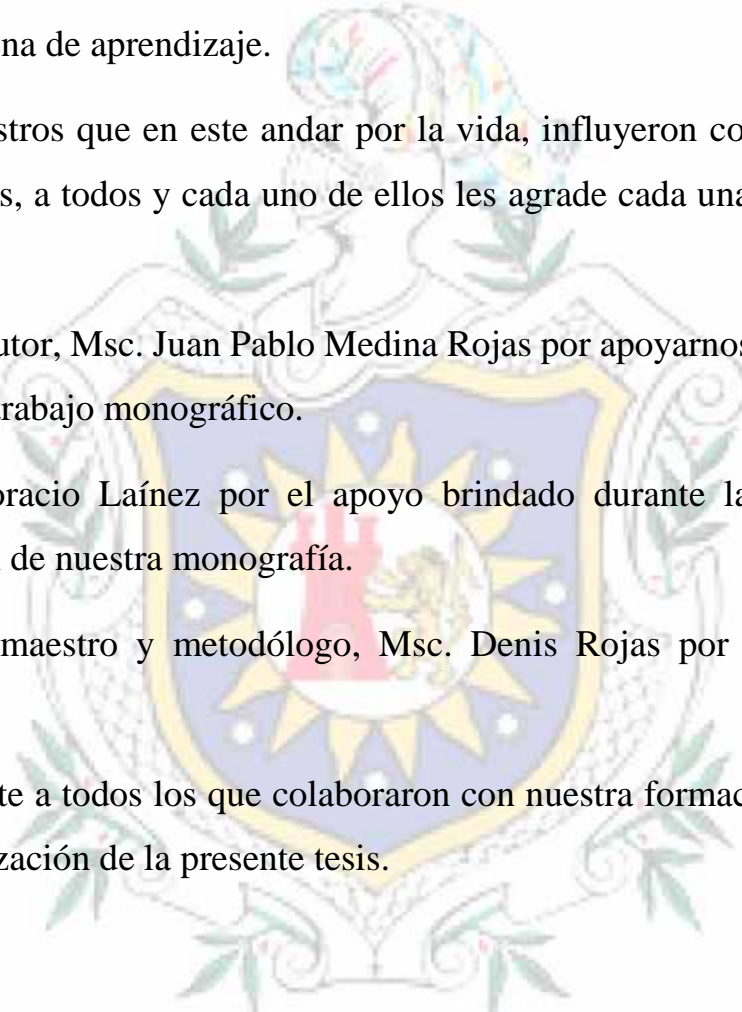 na de aprendizaje.
stros que en este andar por la vida, influyeron co
s, a todos y cada uno de ellos les agrade cada una
utor, Msc. Juan Pablo Medina Rojas por apoyarnos
trabajo monográfico.
oracio Laínez por el apoyo brindado durante la
de nuestra monografía.
maestro y metodólogo, Msc. Denis Rojas por
te a todos los que colaboraron con nuestra formac
ización de la presente tesis.